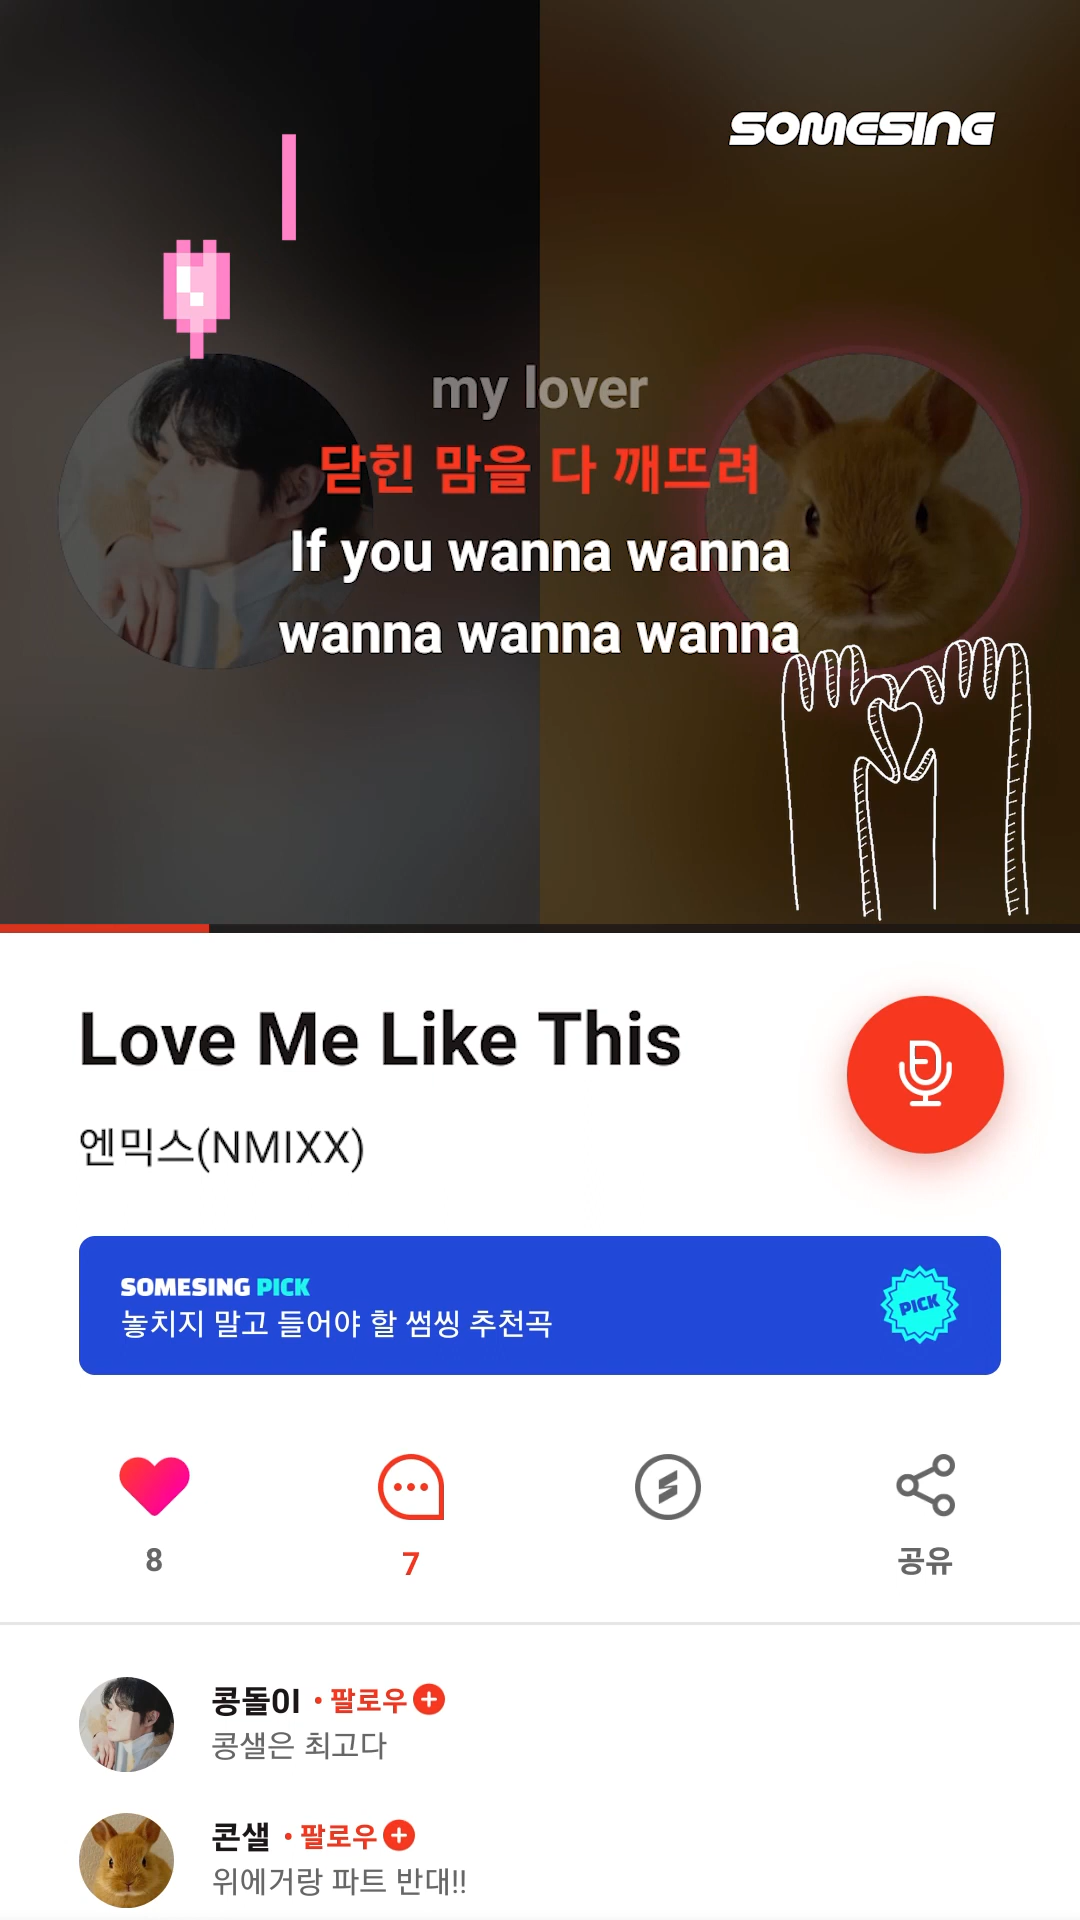 SOMESING
my lover
닫힌 맘을 다 깨뜨려
If you wanna wanna
wanna wanna wanna
Love Me Like This
엔믹스(NMIXX)
SOMESING PICK
놓치지 말고 들어야 할 썸씽 추천곡
PICK
8
7
공유
콩돌이 • 팔로우
콩샐은 최고다
콘샐 • 팔로우
위에거랑 파트 반대!!